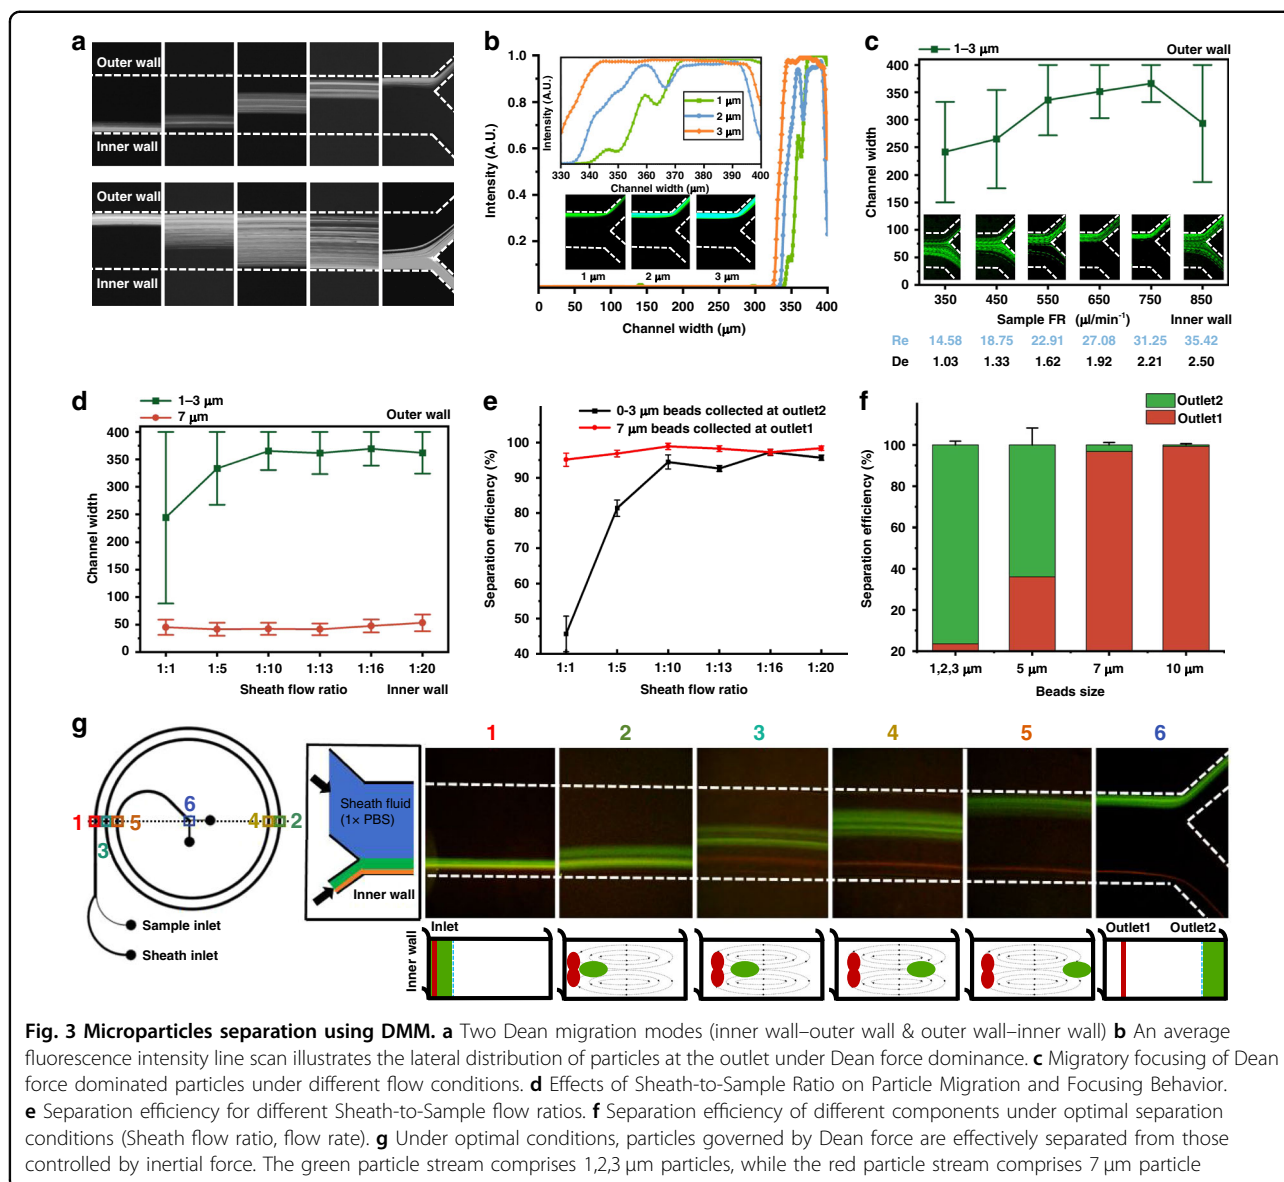 a
Outer wall
Inner wall
Outer wall
Inner wall
b
1.0
0.8
0.6
0.4
0.2
Intensity (A.U.)
Intensity (A.U.)
1 μm
2 μm
3 μm
330 340 350 360 370 380 390 400
Channel width (μm)
1 μm 2 μm 3 μm
0 50 100 150 200 250 300 350 400
Channel width (μm)
c
1–3 μm
Outer wall
400
350
300
250
200
150
100
50
0
Channel width
350 450 550 650 750 850
Sample FR (μl/min⁻¹) Inner wall
Re 14.58 18.75 22.91 27.08 31.25 35.42
De 1.03 1.33 1.62 1.92 2.21 2.50
d
1–3 μm
7 μm
Outer wall
400
350
300
250
200
150
100
50
0
Channel width
1:1 1:5 1:10 1:13 1:16 1:20
Sheath flow ratio Inner wall
e
0-3 μm beads collected at outlet2
7 μm beads collected at outlet1
100
90
80
70
60
50
40
Separation efficiency (%)
1:1 1:5 1:10 1:13 1:16 1:20
Sheath flow ratio
f
Outlet2
Outlet1
100
80
60
40
20
Separation efficiency (%)
1,2,3 μm 5 μm 7 μm 10 μm
Beads size
g
1 2 3 4 5 6
6
1 5 4 2
3
Sample inlet
Sheath inlet
Sheath fluid
(1× PBS)
Inner wall
Inlet
Outlet1 Outlet2
Inner wall
Fig. 3 Microparticles separation using DMM. a Two Dean migration modes (inner wall–outer wall & outer wall–inner wall) b An average
fluorescence intensity line scan illustrates the lateral distribution of particles at the outlet under Dean force dominance. c Migratory focusing of Dean
force dominated particles under different flow conditions. d Effects of Sheath-to-Sample Ratio on Particle Migration and Focusing Behavior.
e Separation efficiency for different Sheath-to-Sample flow ratios. f Separation efficiency of different components under optimal separation
conditions (Sheath flow ratio, flow rate). g Under optimal conditions, particles governed by Dean force are effectively separated from those
controlled by inertial force. The green particle stream comprises 1,2,3 μm particles, while the red particle stream comprises 7 μm particle